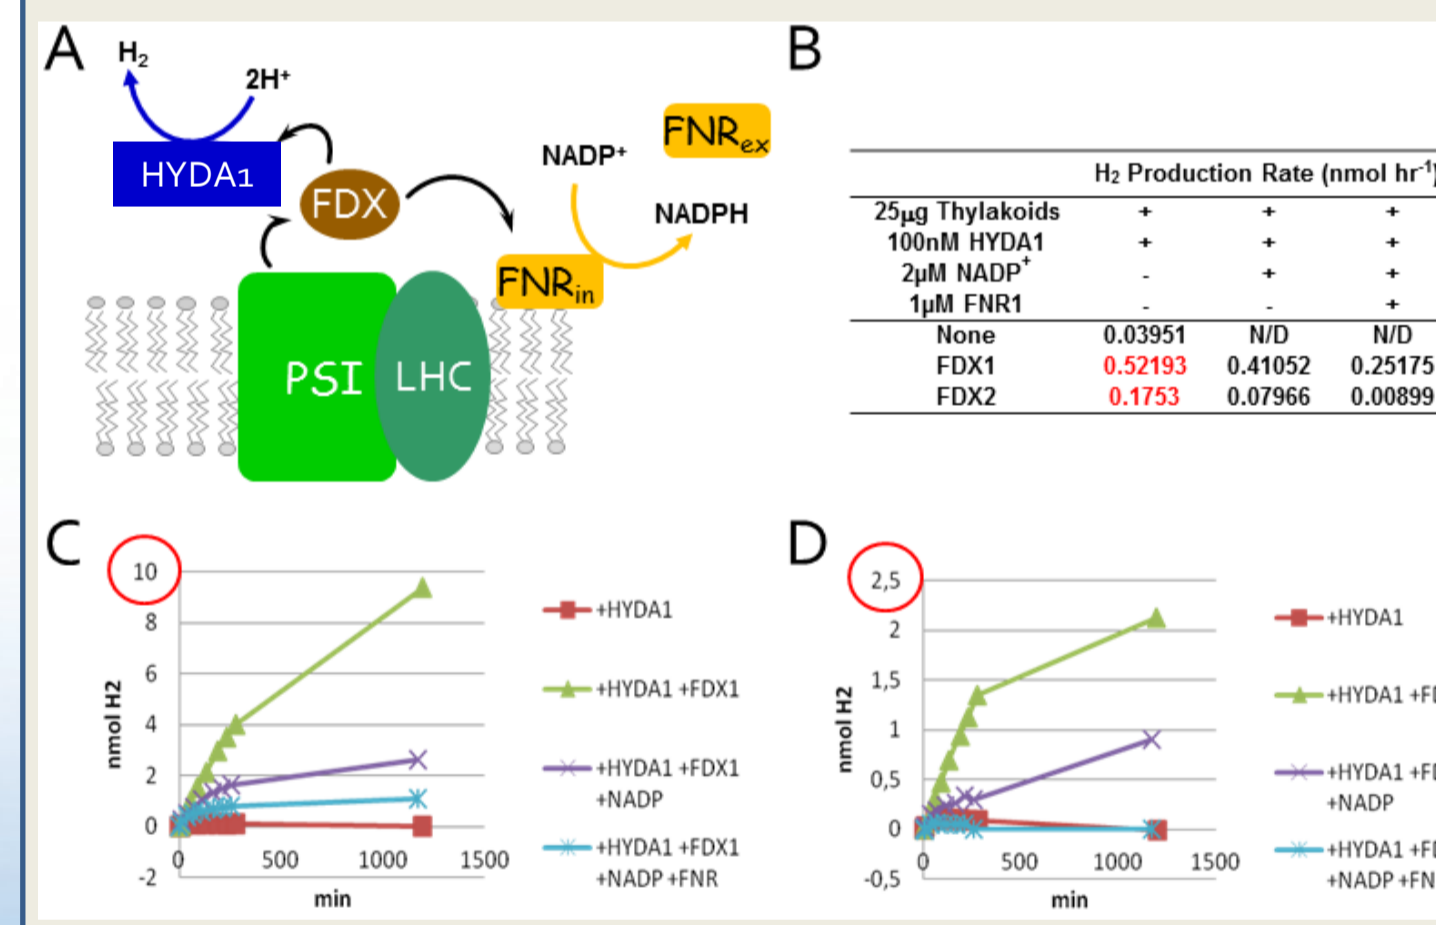 A
H₂
2H⁺
HYDA1
FDX
NADP⁺
FNRex
NADPH
FNRin
PSI
LHC
B
H₂ Production Rate (nmol hr⁻¹)
25µg Thylakoids + + +
100nM HYDA1 + + +
2µM NADP⁺ - + +
1µM FNR1 - - +
None 0.03951 N/D N/D
FDX1 0.52193 0.41052 0.25175
FDX2 0.1753 0.07966 0.00899
C
10
8
6
4
2
0
-2
0 500 1000 1500
nmol H2
min
+HYDA1
+HYDA1 +FDX1
+HYDA1 +FDX1
+NADP
+HYDA1 +FDX1
+NADP +FNR
D
2,5
2
1,5
1
0,5
0
-0,5
0 500 1000 1500
nmol H2
min
+HYDA1
+HYDA1 +FD
+HYDA1 +FD
+NADP
+HYDA1 +FD
+NADP +FN